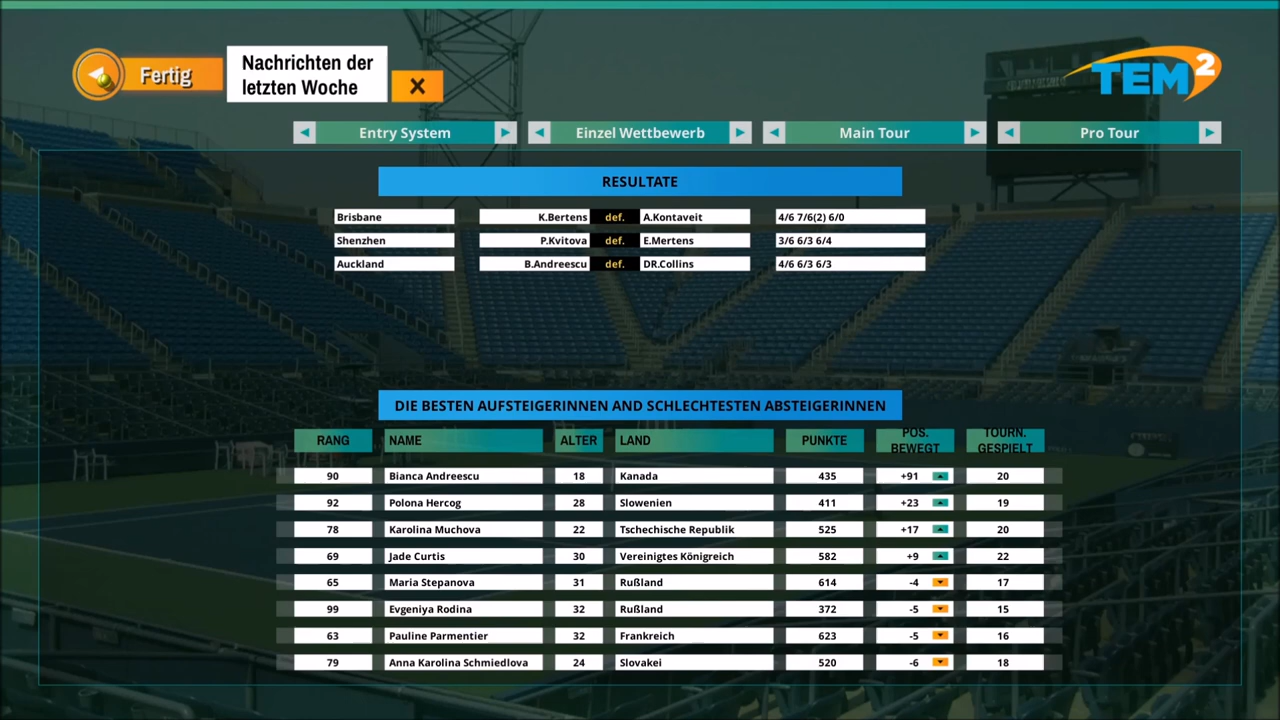 Fertig
Nachrichten der
letzten Woche
TEM2
Entry System
Einzel Wettbewerb
Main Tour
Pro Tour
RESULTATE
Brisbane K.Bertens def. A.Kontaveit 4/6 7/6(2) 6/0
Shenzhen P.Kvitova def. E.Mertens 3/6 6/3 6/4
Auckland B.Andreescu def. DR.Collins 4/6 6/3 6/3
DIE BESTEN AUFSTEIGERINNEN AND SCHLECHTESTEN ABSTEIGERINNEN
RANG NAME ALTER LAND PUNKTE POS. BEWEGT TOURN. GESPIELT
90 Bianca Andreescu 18 Kanada 435 +91 20
92 Polona Hercog 28 Slowenien 411 +23 19
78 Karolina Muchova 22 Tschechische Republik 525 +17 20
69 Jade Curtis 30 Vereinigtes Königreich 582 +9 22
65 Maria Stepanova 31 Rußland 614 -4 17
99 Evgeniya Rodina 32 Rußland 372 -5 15
63 Pauline Parmentier 32 Frankreich 623 -5 16
79 Anna Karolina Schmiedlova 24 Slovakei 520 -6 18